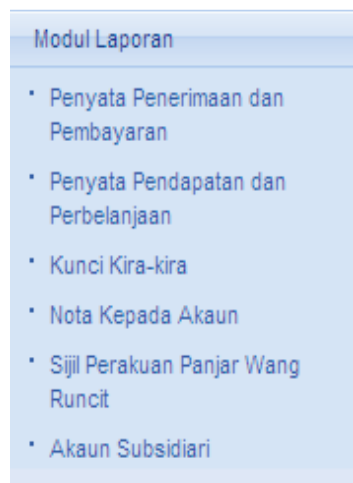 Modul Laporan
Penyata Penerimaan dan
Pembayaran
Penyata Pendapatan dan
Perbelanjaan
Kunci Kira-kira
Nota Kepada Akaun
Sijil Perakuan Panjar Wang
Runcit
Akaun Subsidiari